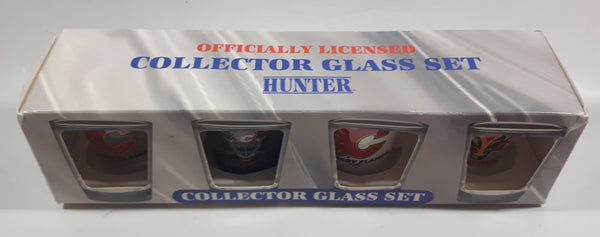 OFFICIALLY LICENSED
COLLECTOR GLASS SET
HUNTER
COLLECTOR GLASS SET